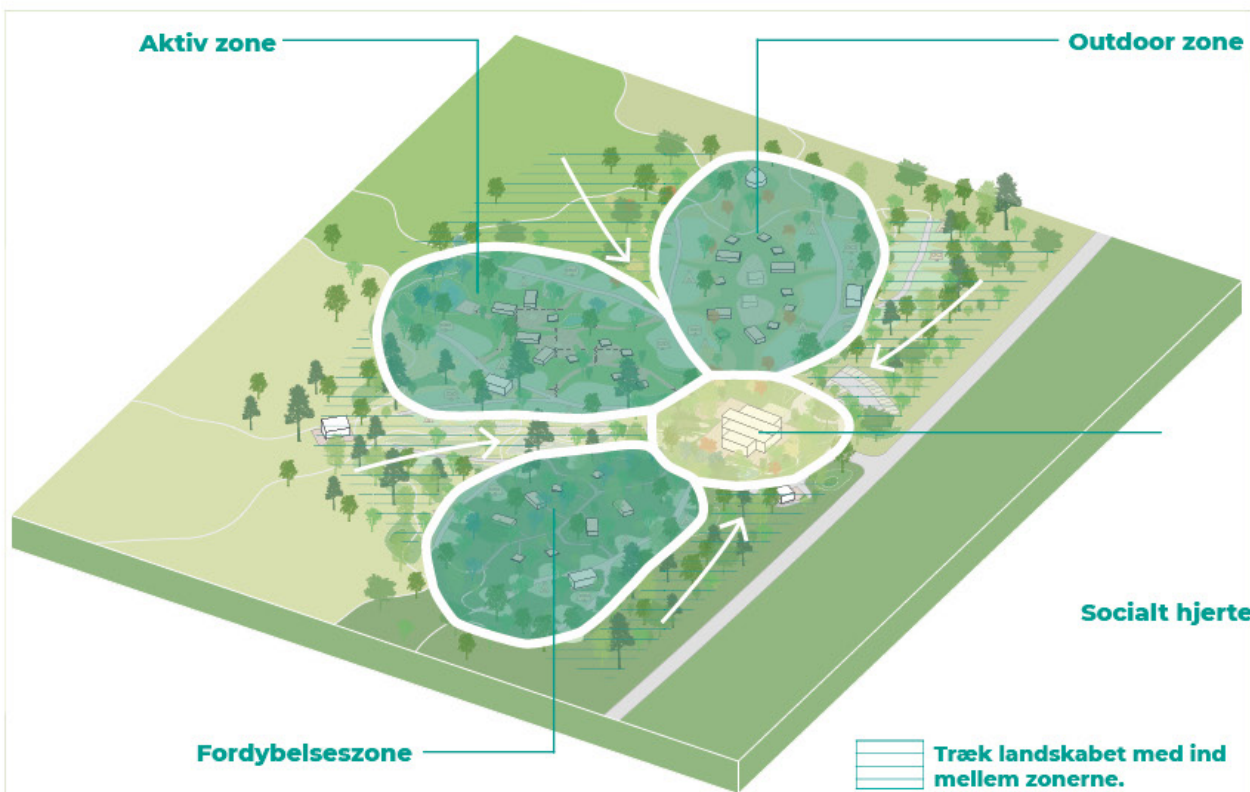 Aktiv zone
Outdoor zone
Socialt hjerte
Fordybelseszone
Træk landskabet med ind
mellem zonerne.